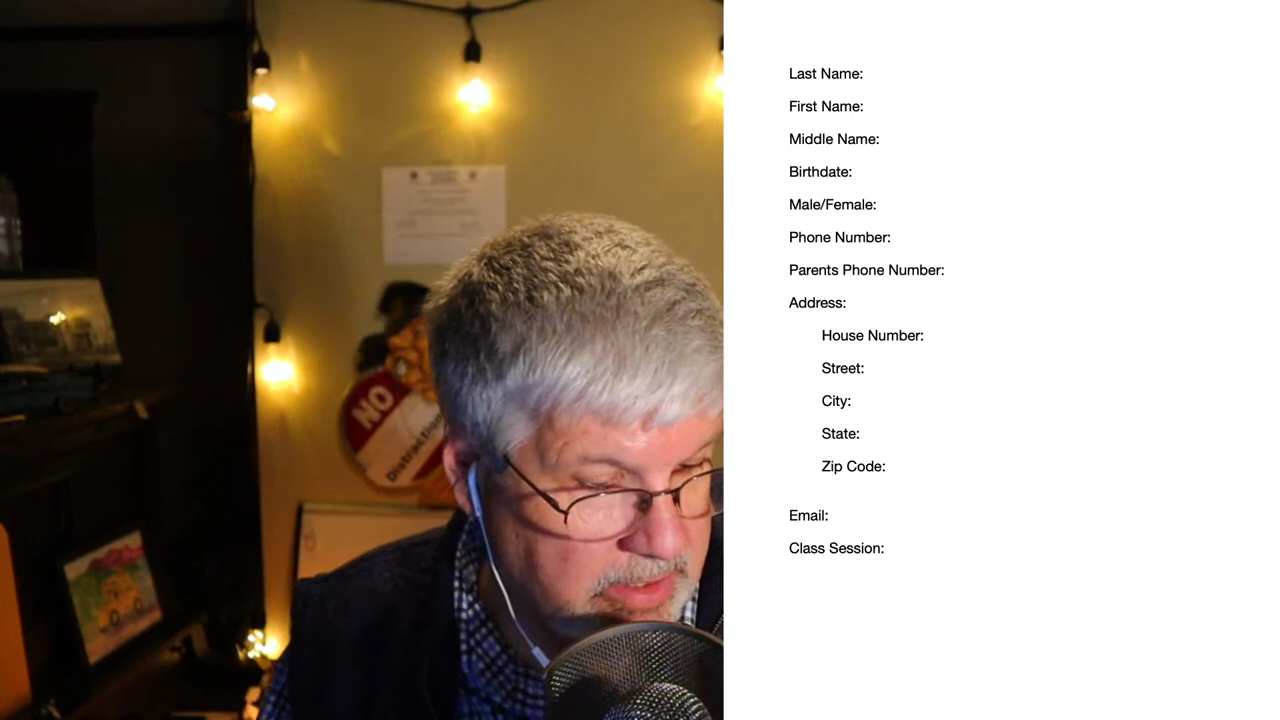 NO
Distraction
Last Name:
First Name:
Middle Name:
Birthdate:
Male/Female:
Phone Number:
Parents Phone Number:
Address:
House Number:
Street:
City:
State:
Zip Code:
Email:
Class Session: